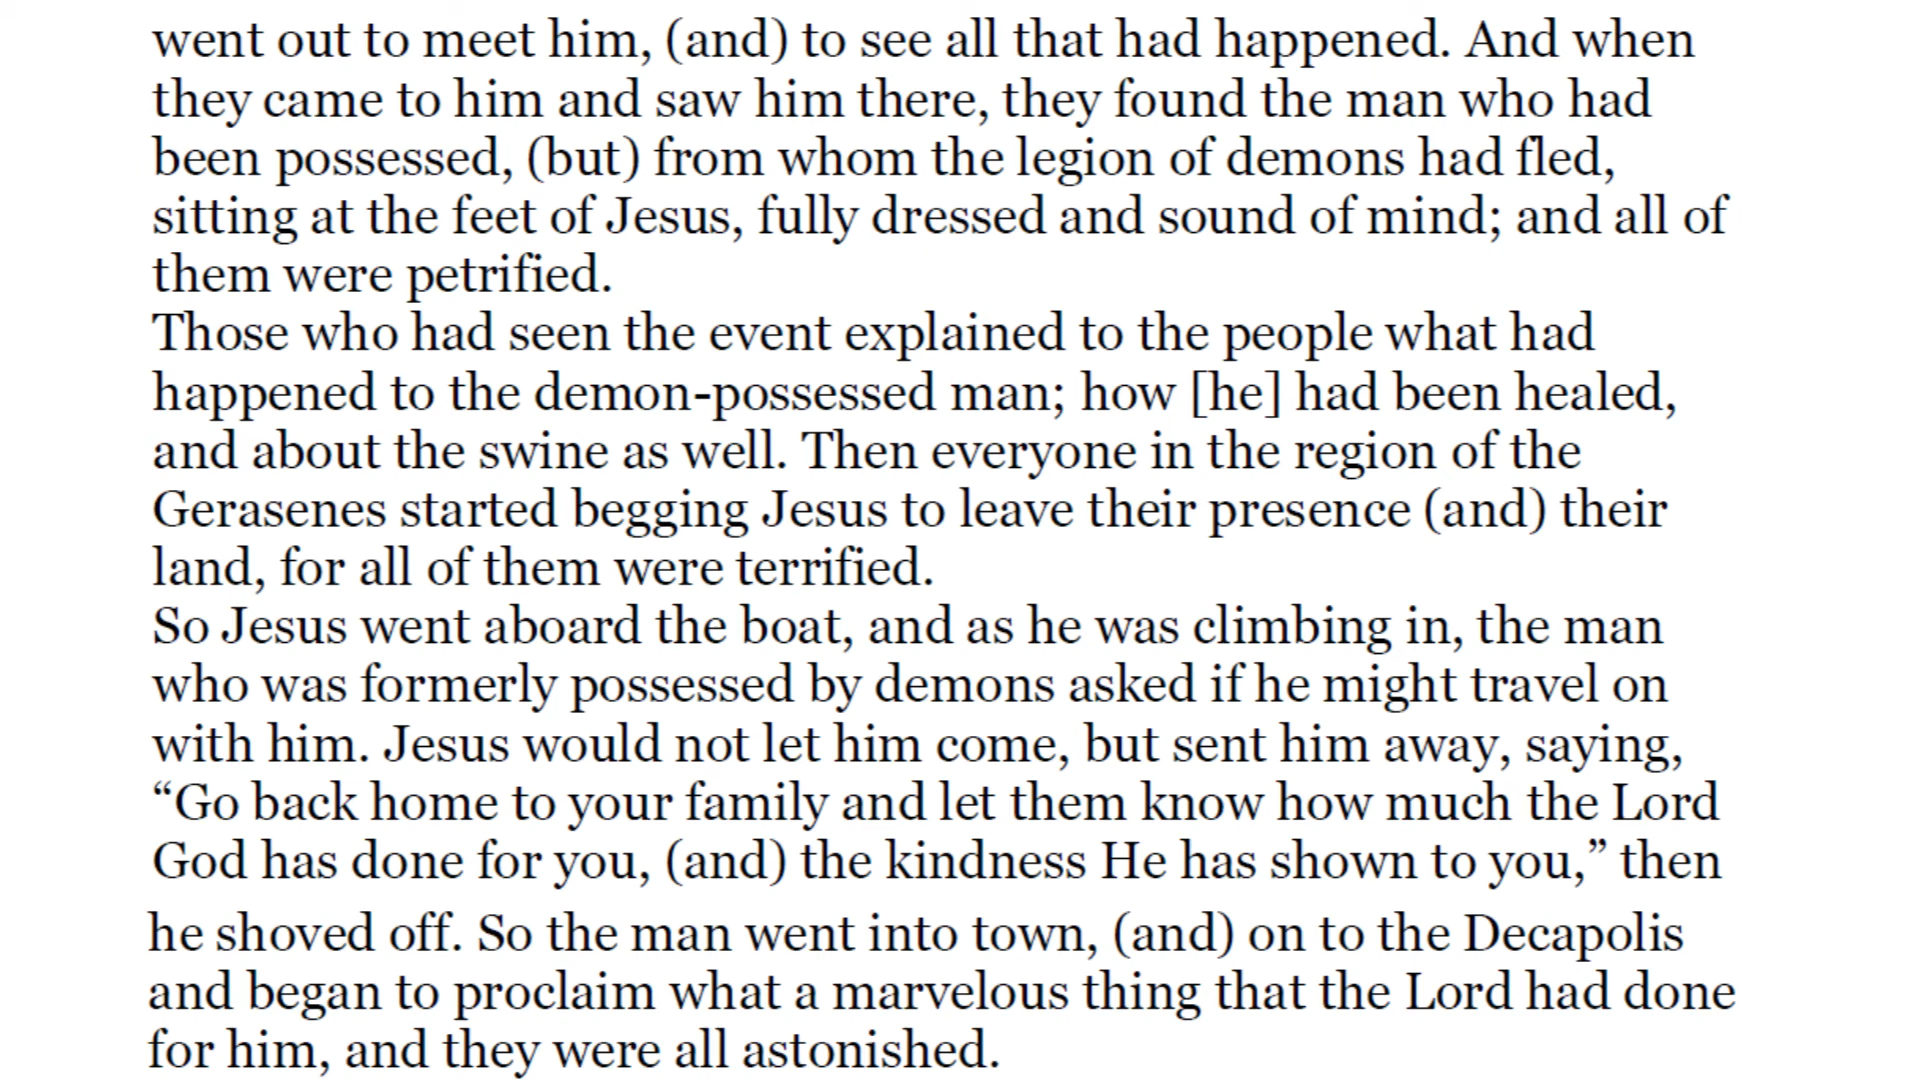 went out to meet him, (and) to see all that had happened. And when
they came to him and saw him there, they found the man who had
been possessed, (but) from whom the legion of demons had fled,
sitting at the feet of Jesus, fully dressed and sound of mind; and all of
them were petrified.
Those who had seen the event explained to the people what had
happened to the demon-possessed man; how [he] had been healed,
and about the swine as well. Then everyone in the region of the
Gerasenes started begging Jesus to leave their presence (and) their
land, for all of them were terrified.
So Jesus went aboard the boat, and as he was climbing in, the man
who was formerly possessed by demons asked if he might travel on
with him. Jesus would not let him come, but sent him away, saying,
“Go back home to your family and let them know how much the Lord
God has done for you, (and) the kindness He has shown to you,” then
he shoved off. So the man went into town, (and) on to the Decapolis
and began to proclaim what a marvelous thing that the Lord had done
for him, and they were all astonished.